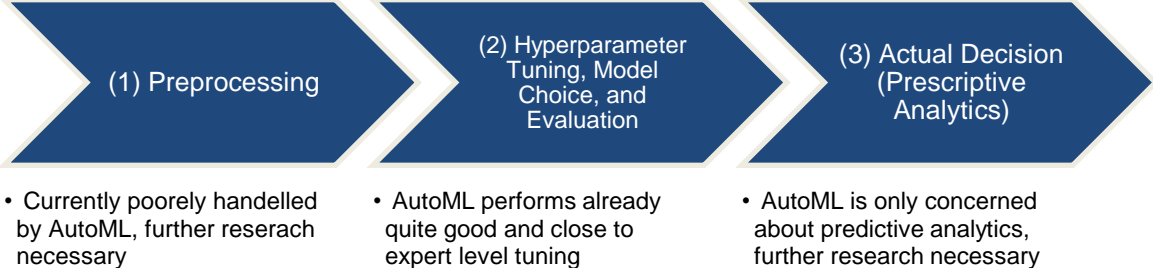 (1) Preprocessing
(2) Hyperparameter
Tuning, Model
Choice, and
Evaluation
(3) Actual Decision
(Prescriptive
Analytics)
• Currently poorely handelled
by AutoML, further reserach
necessary
• AutoML performs already
quite good and close to
expert level tuning
• AutoML is only concerned
about predictive analytics,
further research necessary